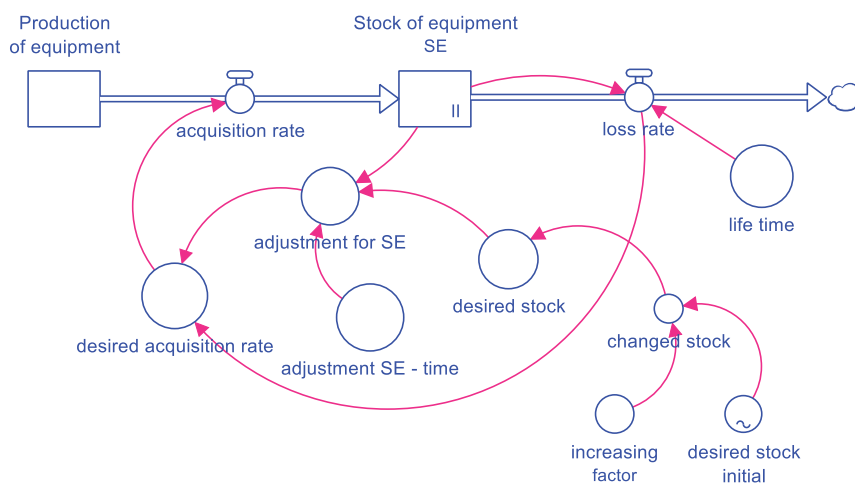 Production
of equipment
Stock of equipment
SE
acquisition rate
loss rate
life time
adjustment for SE
desired stock
desired acquisition rate
adjustment SE - time
changed stock
increasing
factor
desired stock
initial